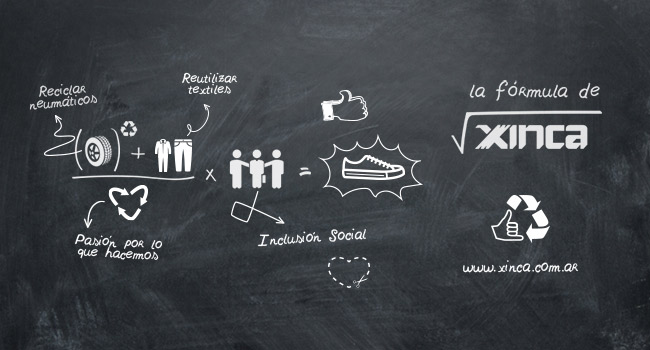 Reciclar
neumáticos
Reutilizar
textiles
+
x
=
Pasión por lo
que hacemos
Inclusión Social
la fórmula de
√xinca
www.xinca.com.ar